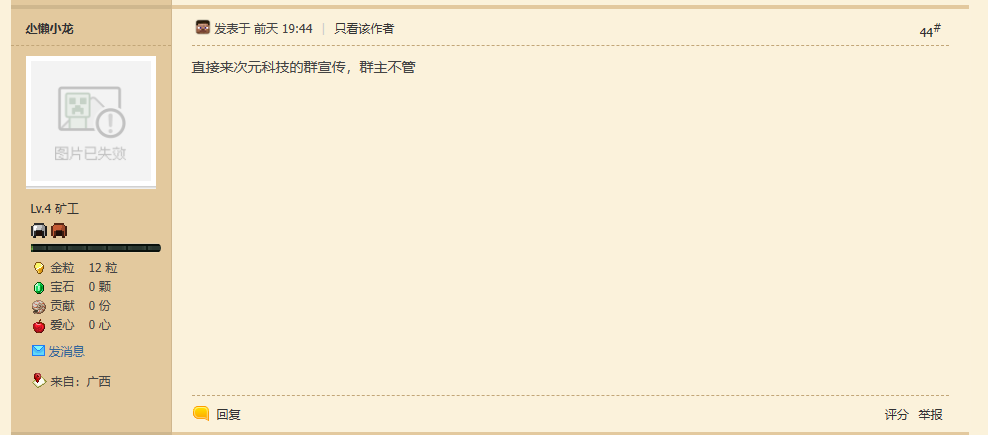 尐懒小龙
发表于 前天 19:44 | 只看该作者
44#
直接来次元科技的群宣传，群主不管
图片已失效
Lv.4 矿工
金粒 12 粒
宝石 0 颗
贡献 0 份
爱心 0 心
发消息
来自：广西
回复
评分 举报